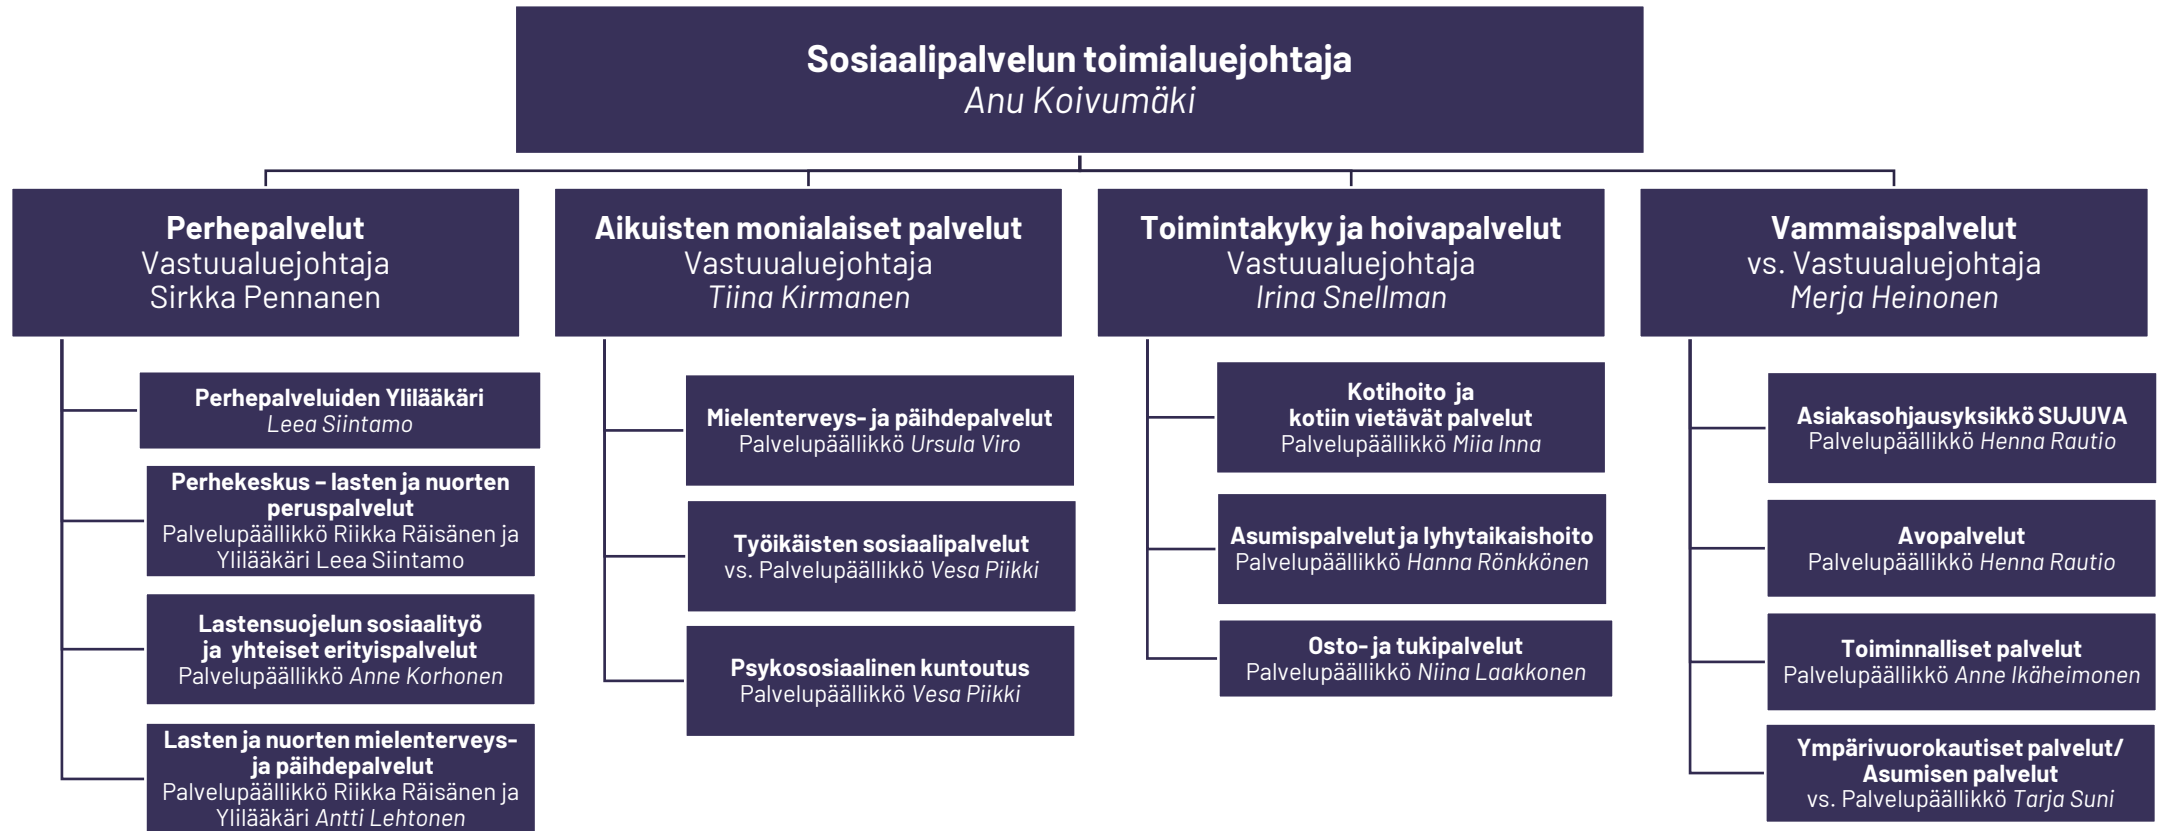 Sosiaalipalvelun toimialuejohtaja
Anu Koivumäki
Perhepalvelut
Vastuualuejohtaja
Sirkka Pennanen
Perhepalveluiden Ylilääkäri
Leea Siintamo
Perhekeskus – lasten ja nuorten
peruspalvelut
Palvelupäällikkö Riikka Räisänen ja
Ylilääkäri Leea Siintamo
Lastensuojelun sosiaalityö
ja yhteiset erityispalvelut
Palvelupäällikkö Anne Korhonen
Lasten ja nuorten mielenterveys-
ja päihdepalvelut
Palvelupäällikkö Riikka Räisänen ja
Ylilääkäri Antti Lehtonen
Aikuisten monialaiset palvelut
Vastuualuejohtaja
Tiina Kirmanen
Mielenterveys- ja päihdepalvelut
Palvelupäällikkö Ursula Viro
Työikäisten sosiaalipalvelut
vs. Palvelupäällikkö Vesa Piikki
Psykososiaalinen kuntoutus
Palvelupäällikkö Vesa Piikki
Toimintakyky ja hoivapalvelut
Vastuualuejohtaja
Irina Snellman
Kotihoito ja
kotiin vietävät palvelut
Palvelupäällikkö Miia Inna
Asumispalvelut ja lyhytaikaishoito
Palvelupäällikkö Hanna Rönkkönen
Osto- ja tukipalvelut
Palvelupäällikkö Niina Laakkonen
Vammaispalvelut
vs. Vastuualuejohtaja
Merja Heinonen
Asiakasohjausyksikkö SUJUVA
Palvelupäällikkö Henna Rautio
Avopalvelut
Palvelupäällikkö Henna Rautio
Toiminnalliset palvelut
Palvelupäällikkö Anne Ikäheimonen
Ympärivuorokautiset palvelut/
Asumisen palvelut
vs. Palvelupäällikkö Tarja Suni